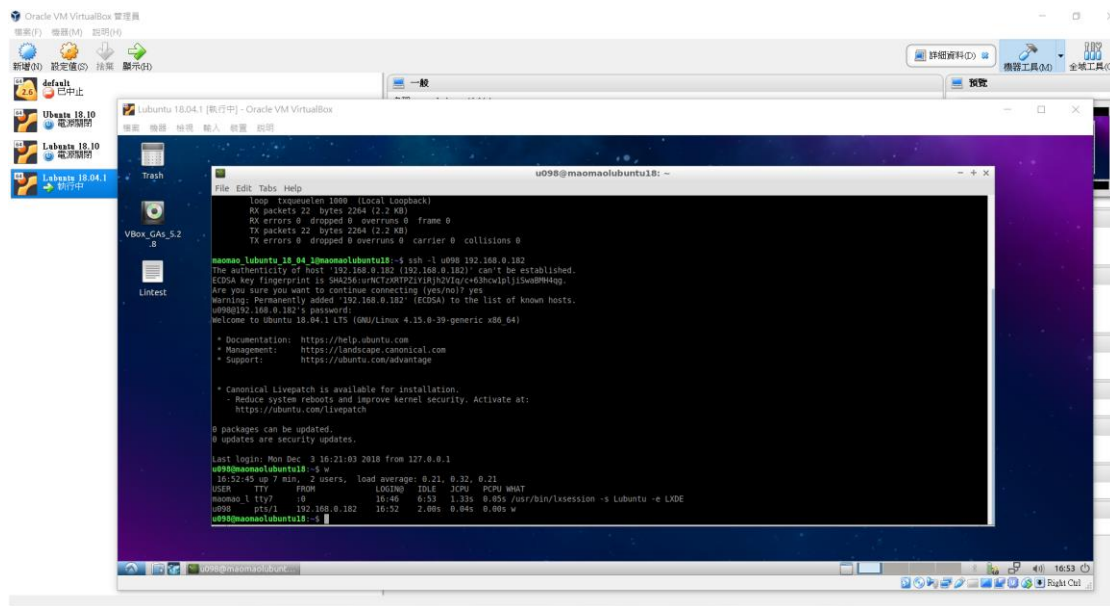 Oracle VM VirtualBox 管理員
檔案(F) 機器(M) 說明(H)
新增(N) 設定值(S) 捨棄 顯示(H)
詳細資料(D) 機器工具(M) 全域工具(G
default
已中止
Ubuntu 18.10
電源關閉
Lubuntu 18.10
電源關閉
Lubuntu 18.04.1
執行中
一般
預覽
Lubuntu 18.04.1 [執行中] - Oracle VM VirtualBox
檔案 機器 檢視 輸入 裝置 說明
Trash
VBox_GAs_5.2
.8
Lintest
u098@maomaolubuntu18: ~
File Edit Tabs Help
loop txqueuelen 1000 (Local Loopback)
RX packets 22 bytes 2264 (2.2 KB)
RX errors 0 dropped 0 overruns 0 frame 0
TX packets 22 bytes 2264 (2.2 KB)
TX errors 0 dropped 0 overruns 0 carrier 0 collisions 0
maomao_lubuntu_18_04_1@maomaolubuntu18:~$ ssh -l u098 192.168.0.182
The authenticity of host '192.168.0.182 (192.168.0.182)' can't be established.
ECDSA key fingerprint is
Are you sure you want to continue connecting (yes/no)? yes
Warning: Permanently added '192.168.0.182' (ECDSA) to the list of known hosts.
u098@192.168.0.182's password:
Welcome to Ubuntu 18.04.1 LTS (GNU/Linux 4.15.0-39-generic x86_64)
* Documentation: https://help.ubuntu.com
* Management: https://landscape.canonical.com
* Support: https://ubuntu.com/advantage
* Canonical Livepatch is available for installation.
- Reduce system reboots and improve kernel security. Activate at:
https://ubuntu.com/livepatch
0 packages can be updated.
0 updates are security updates.
Last login: Mon Dec 3 16:21:03 2018 from 127.0.0.1
u098@maomaolubuntu18:~$ w
16:52:45 up 7 min, 2 users, load average: 0.21, 0.32, 0.21
USER TTY FROM LOGIN@ IDLE JCPU PCPU WHAT
maomao_l tty7 :0 16:46 6:53 1.33s 0.05s /usr/bin/lxsession -s Lubuntu -e LXDE
u098 pts/1 192.168.0.182 16:52 2.00s 0.04s 0.00s w
u098@maomaolubuntu18:~$
u098@maomaolubunt...
16:53
Right Ctrl